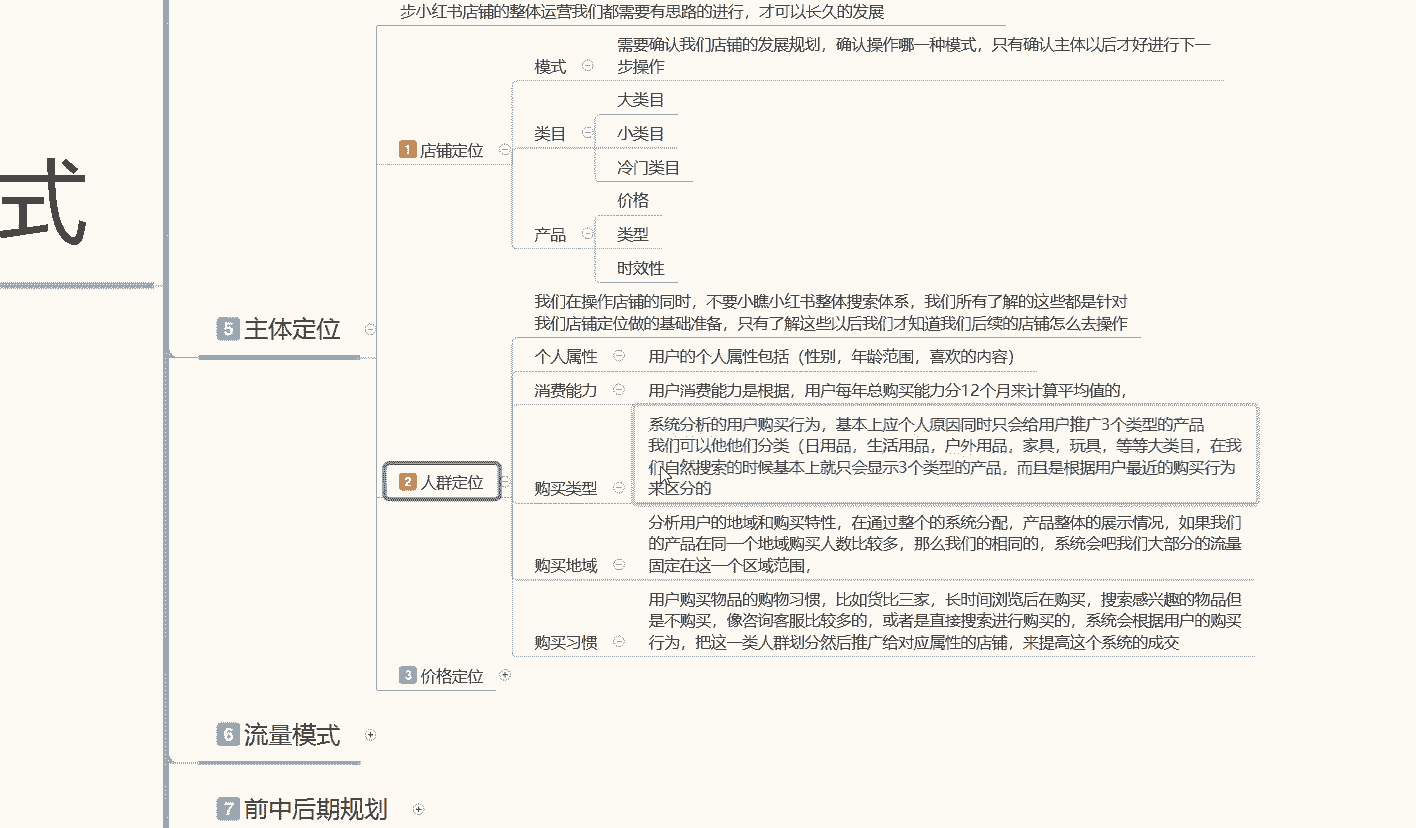 步小红书店铺的整体运营我们都需要有思路的进行，才可以长久的发展
需要确认我们店铺的发展规划，确认操作哪一种模式，只有确认主体以后才好进行下一
模式
步操作
大类目
类目
小类目
1 店铺定位
冷门类目
价格
式
产品
类型
时效性
我们在操作店铺的同时，不要小瞧小红书整体搜索体系，我们所有了解的这些都是针对
我们店铺定位做的基础准备，只有了解这些以后我们才知道我们后续的店铺怎么去操作
5 主体定位
个人属性
用户的个人属性包括（性别，年龄范围，喜欢的内容）
消费能力
用户消费能力是根据，用户每年总购买能力分12个月来计算平均值的，
系统分析的用户购买行为，基本上应个人原因同时只会给用户推广3个类型的产品
我们可以他他们分类（日用品，生活用品，户外用品，家具，玩具，等等大类目，在我
们自然搜索的时候基本上就只会显示3个类型的产品，而且是根据用户最近的购买行为
2 人群定位
购买类型
来区分的
分析用户的地域和购买特性，在通过整个的系统分配，产品整体的展示情况，如果我们
的产品在同一个地域购买人数比较多，那么我们的相同的，系统会吧我们大部分的流量
购买地域
固定在这一个区域范围，
用户购买物品的购物习惯，比如货比三家，长时间浏览后在购买，搜索感兴趣的物品但
是不购买，像咨询客服比较多的，或者是直接搜索进行购买的，系统会根据用户的购买
购买习惯
行为，把这一类人群划分然后推广给对应属性的店铺，来提高这个系统的成交
3 价格定位
6 流量模式
7 前中后期规划